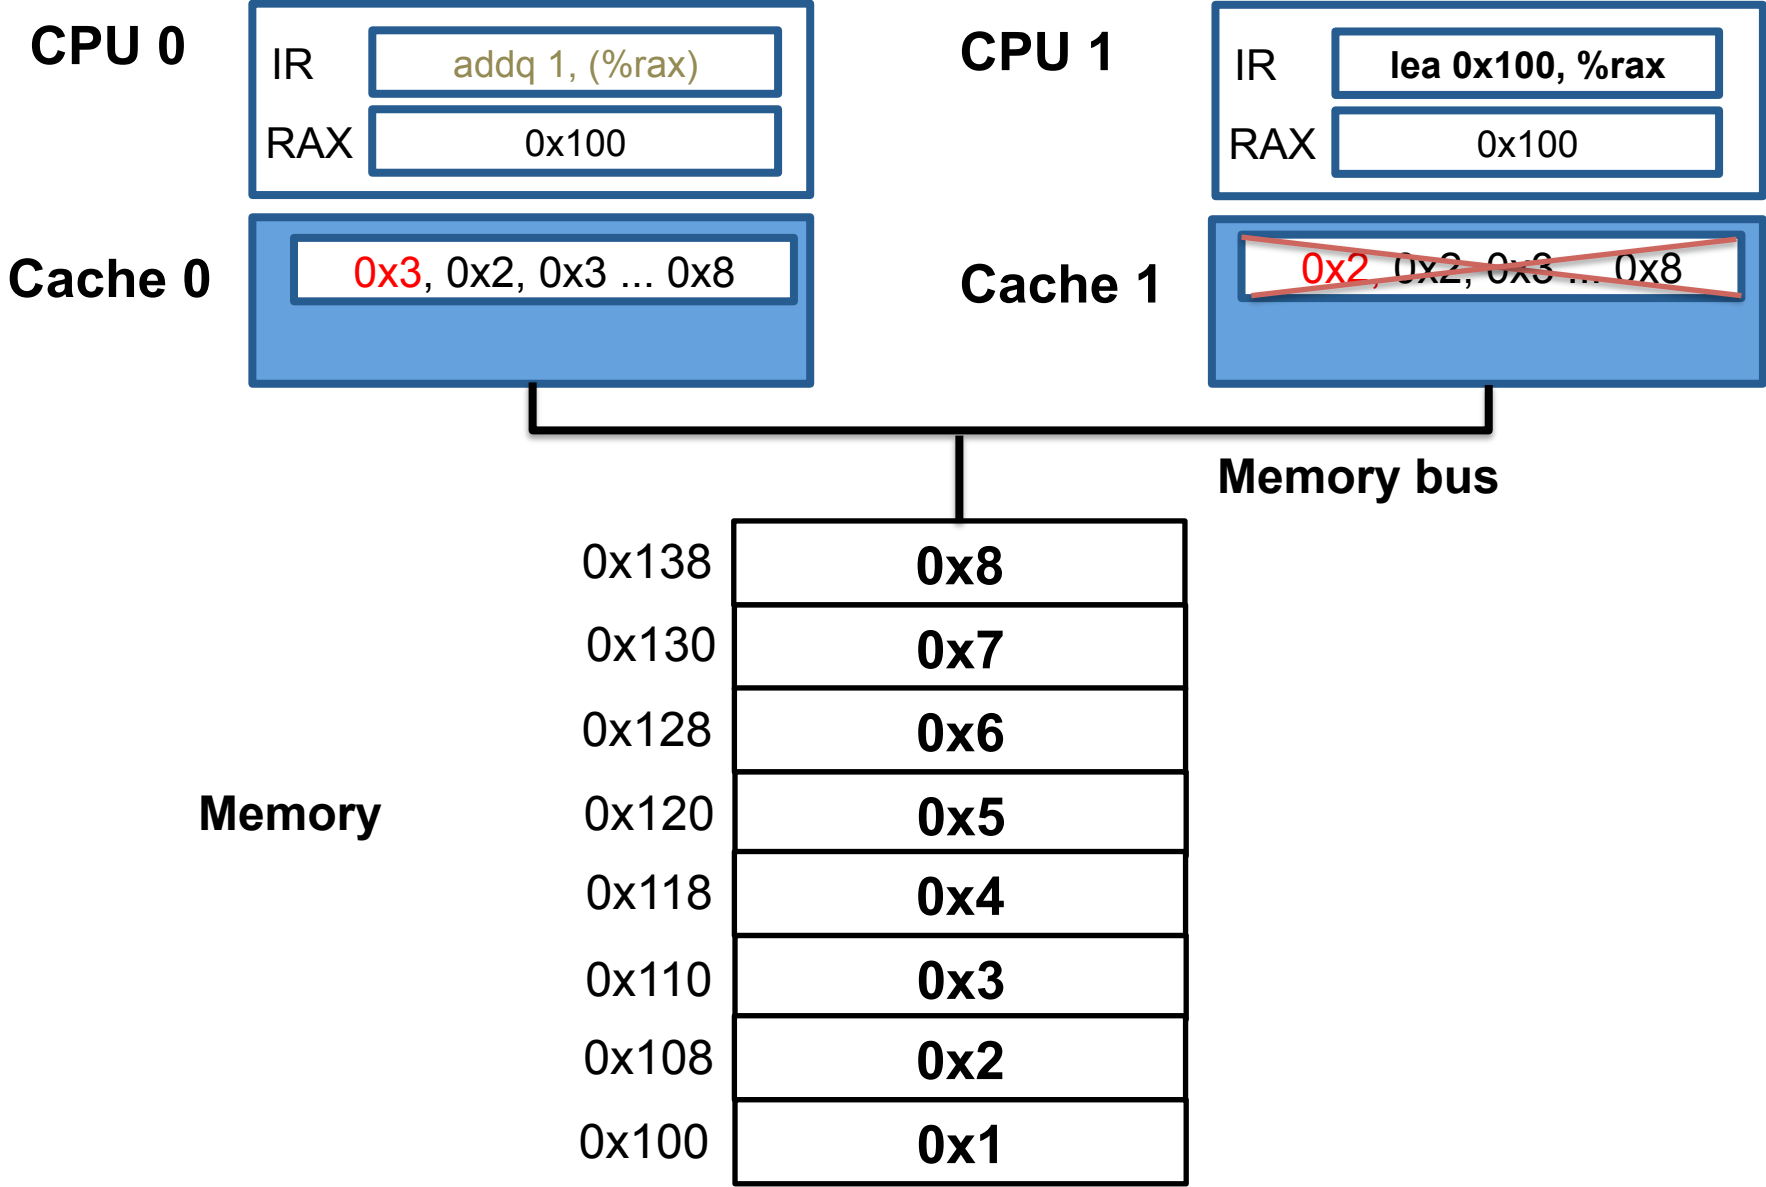 CPU 0
IR
addq 1, (%rax)
RAX
0x100
CPU 1
IR
lea 0x100, %rax
RAX
0x100
Cache 0
0x3, 0x2, 0x3 ... 0x8
Cache 1
0x2, 0x2, 0x3 ... 0x8
Memory bus
Memory
0x138
0x8
0x130
0x7
0x128
0x6
0x120
0x5
0x118
0x4
0x110
0x3
0x108
0x2
0x100
0x1